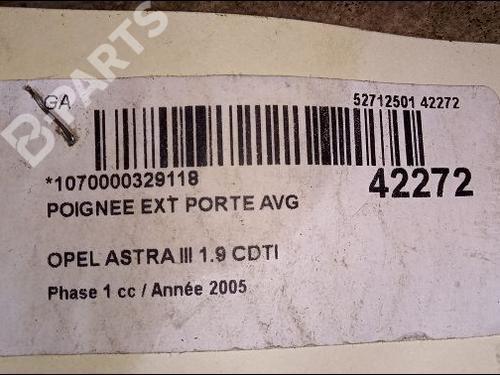 GA
52712501 42272
*1070000329118
42272
POIGNEE EXT PORTE AVG
OPEL ASTRA III 1.9 CDTI
Phase 1 cc / Année 2005
B-PARTS